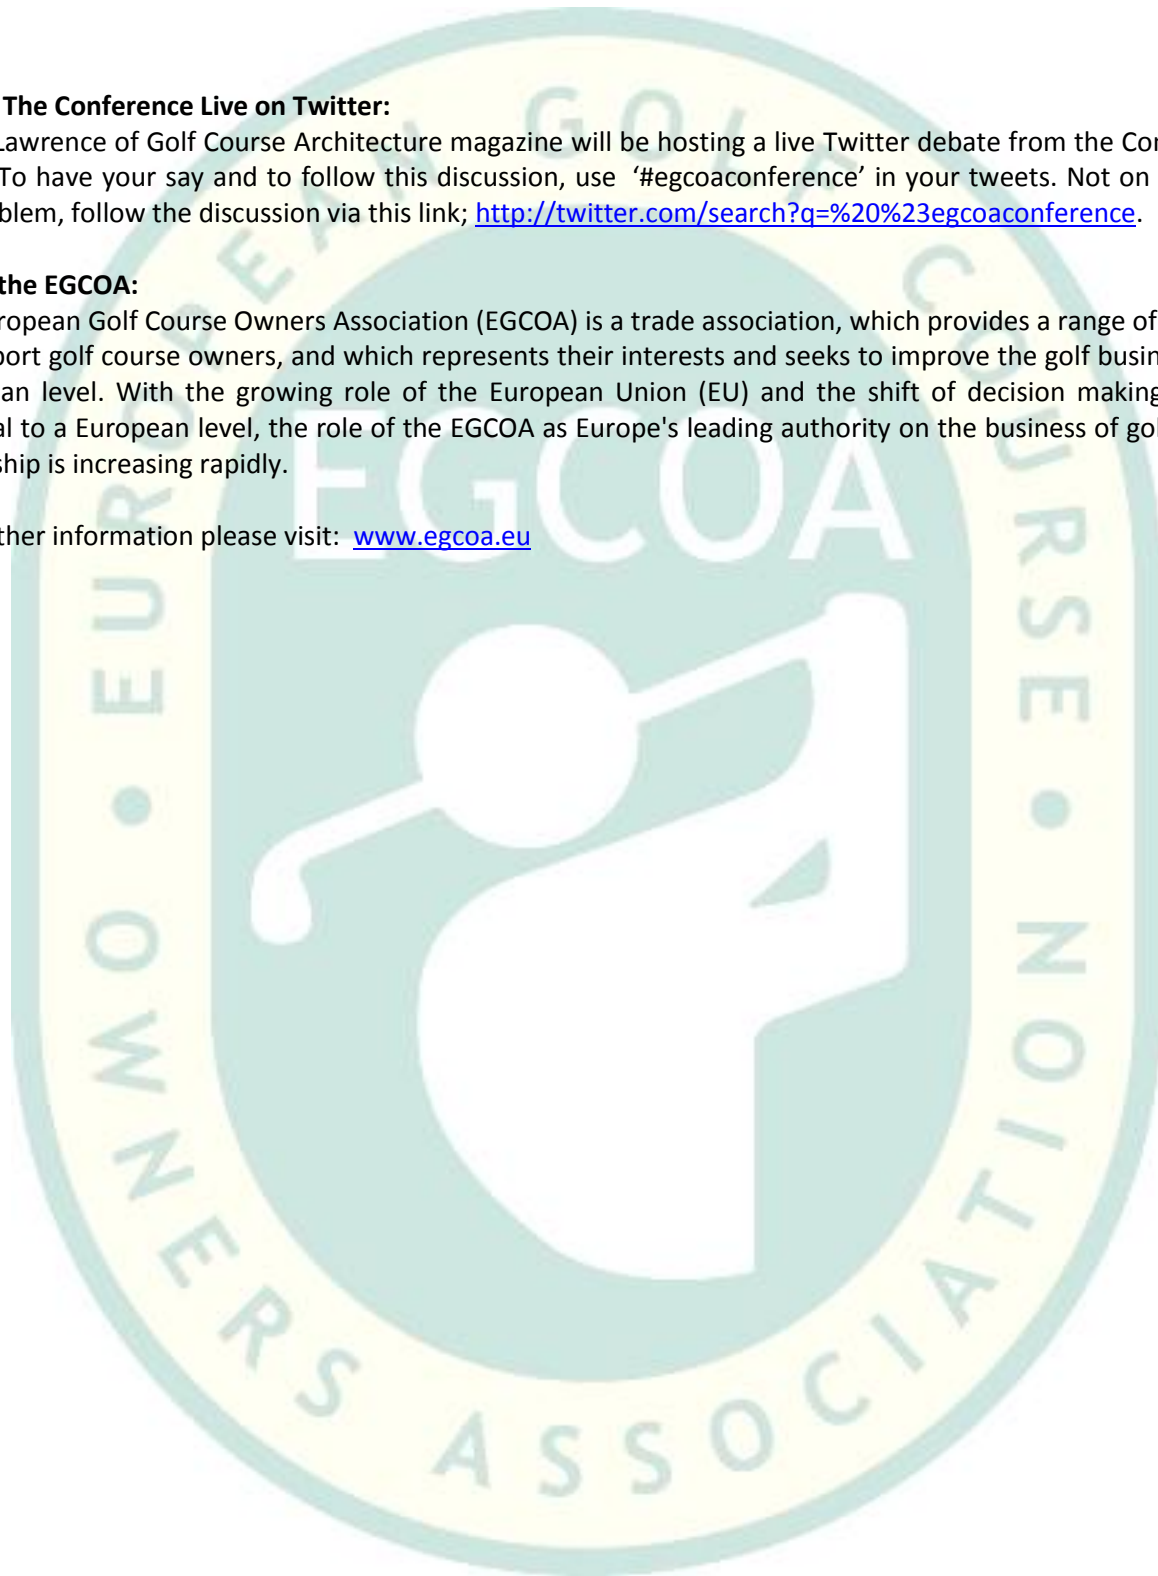 The Conference Live on Twitter:
Lawrence of Golf Course Architecture magazine will be hosting a live Twitter debate from the Con
To have your say and to follow this discussion, use ‘#egcoaconference’ in your tweets. Not on
blem, follow the discussion via this link; http://twitter.com/search?q=%20%23egcoaconference.
the EGCOA:
ropean Golf Course Owners Association (EGCOA) is a trade association, which provides a range of
port golf course owners, and which represents their interests and seeks to improve the golf busin
an level. With the growing role of the European Union (EU) and the shift of decision making
al to a European level, the role of the EGCOA as Europe's leading authority on the business of gol
ship is increasing rapidly.
ther information please visit: www.egcoa.eu
EGCOA
EUROPEAN GOLF COURSE • OWNERS ASSOCIATION •